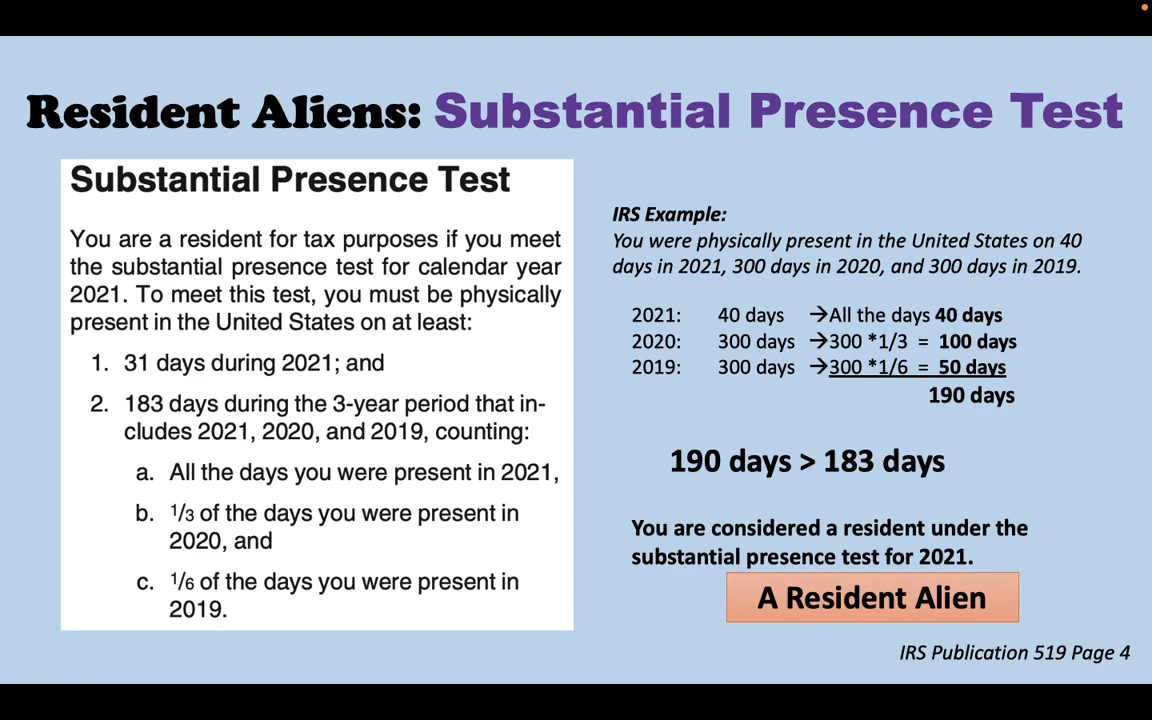 Resident Aliens: Substantial Presence Test
Substantial Presence Test
You are a resident for tax purposes if you meet
the substantial presence test for calendar year
2021. To meet this test, you must be physically
present in the United States on at least:
1. 31 days during 2021; and
2. 183 days during the 3-year period that in-
cludes 2021, 2020, and 2019, counting:
a. All the days you were present in 2021,
b. 1/3 of the days you were present in
2020, and
c. 1/6 of the days you were present in
2019.
IRS Example:
You were physically present in the United States on 40
days in 2021, 300 days in 2020, and 300 days in 2019.
2021: 40 days →All the days 40 days
2020: 300 days →300 *1/3 = 100 days
2019: 300 days →300 *1/6 = 50 days
190 days
190 days > 183 days
You are considered a resident under the
substantial presence test for 2021.
A Resident Alien
IRS Publication 519 Page 4